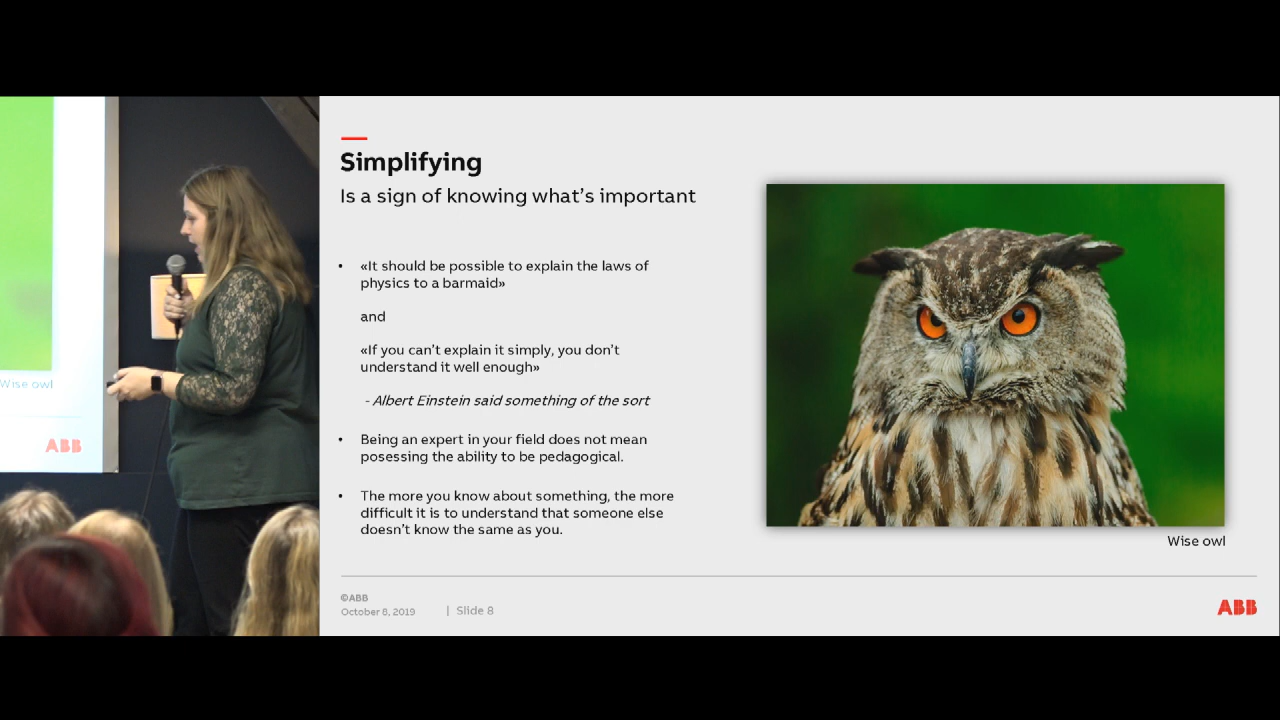 Simplifying
Is a sign of knowing what's important
• «It should be possible to explain the laws of
physics to a barmaid»
and
«If you can't explain it simply, you don't
understand it well enough»
- Albert Einstein said something of the sort
• Being an expert in your field does not mean
posessing the ability to be pedagogical.
• The more you know about something, the more
difficult it is to understand that someone else
doesn't know the same as you.
Wise owl
©ABB
October 8, 2019 | Slide 8
ABB
Wise owl
ABB